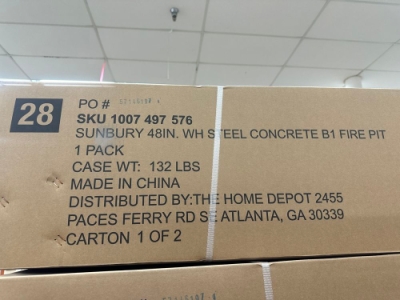 28
PO #
SKU 1007 497 576
SUNBURY 48IN. WH STEEL CONCRETE B1 FIRE PIT
1 PACK
CASE WT: 132 LBS
MADE IN CHINA
DISTRIBUTED BY:THE HOME DEPOT 2455
PACES FERRY RD SE ATLANTA, GA 30339
CARTON 1 OF 2